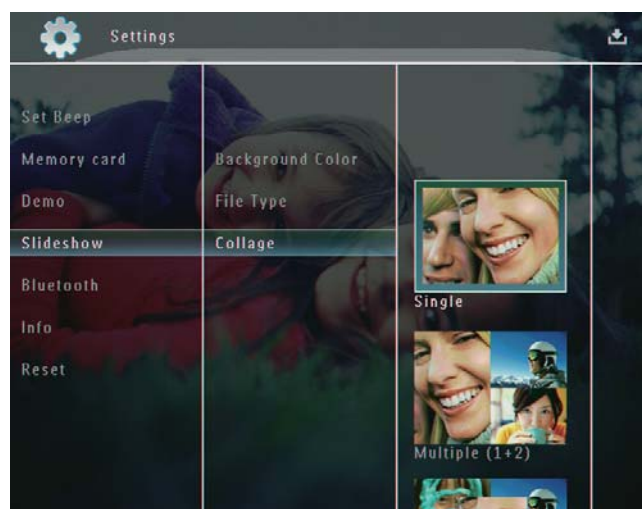 Settings
Set Beep
Memory card
Demo
Slideshow
Bluetooth
Info
Reset
Background Color
File Type
Collage
Single
Multiple (1+2)